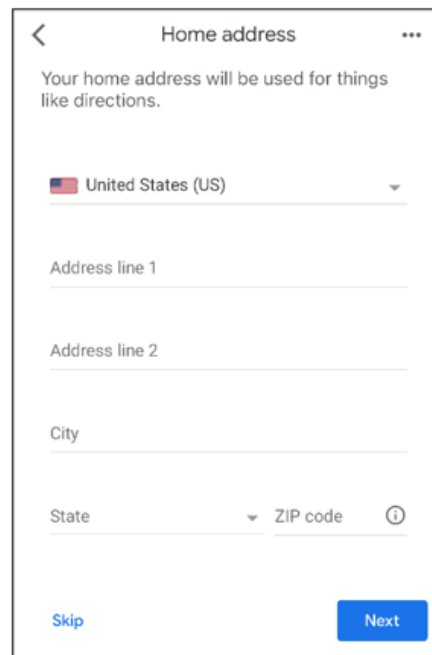 Home address
Your home address will be used for things
like directions.
United States (US)
Address line 1
Address line 2
City
State ZIP code
Skip Next